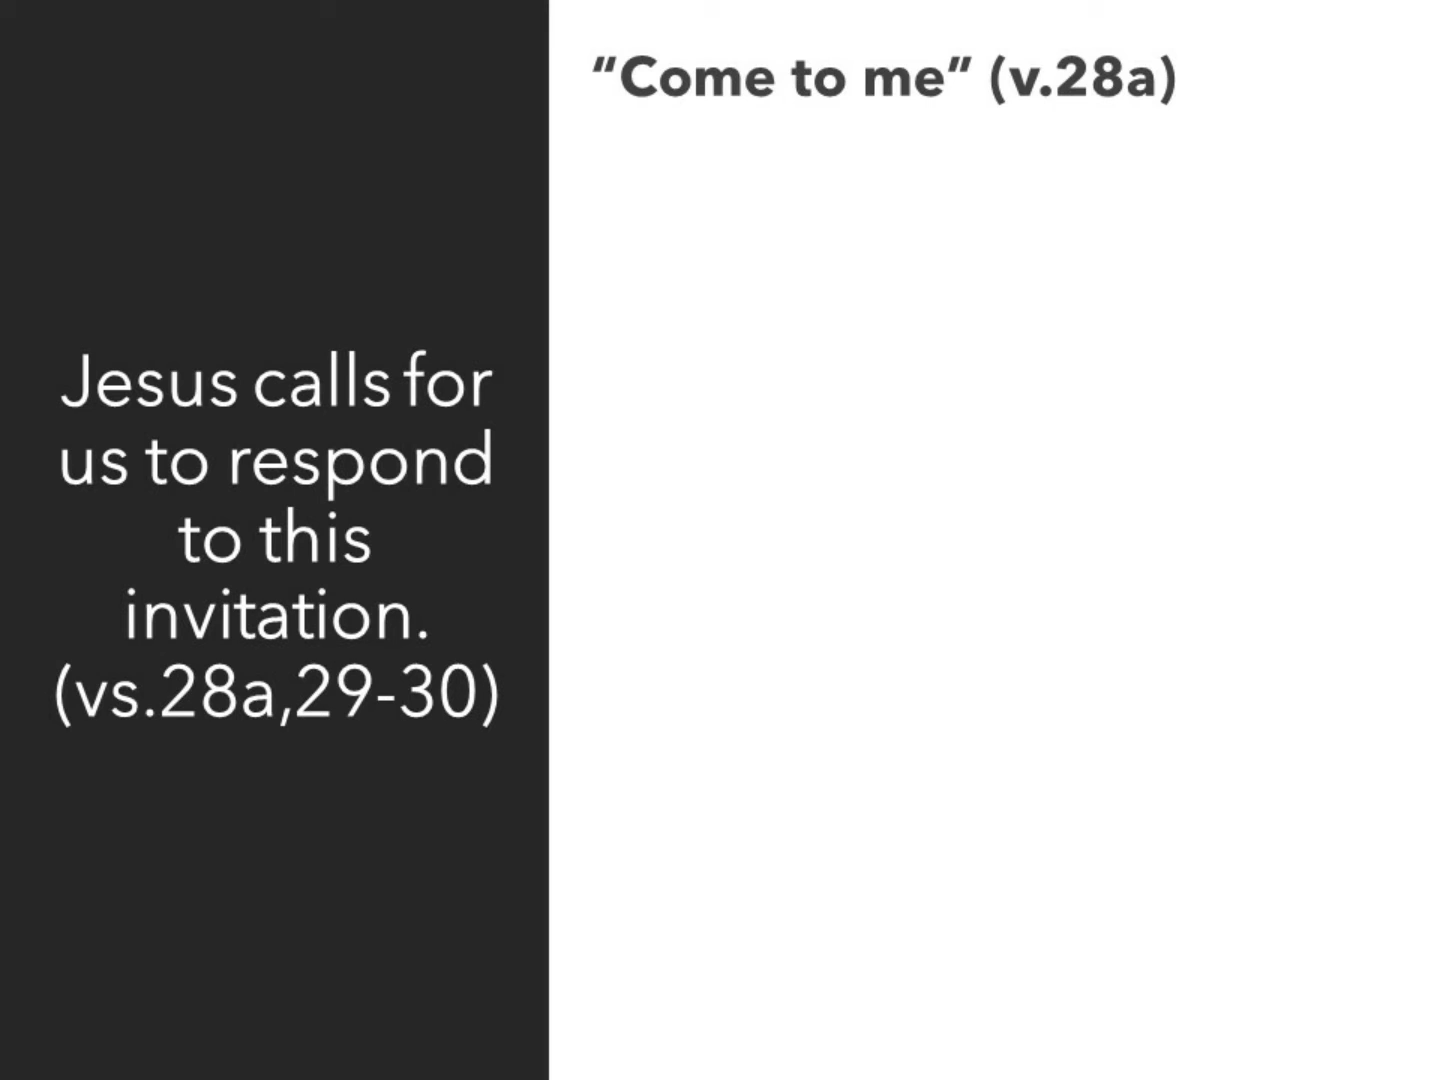 Jesus calls for
us to respond
to this
invitation.
(vs.28a,29-30)
“Come to me” (v.28a)